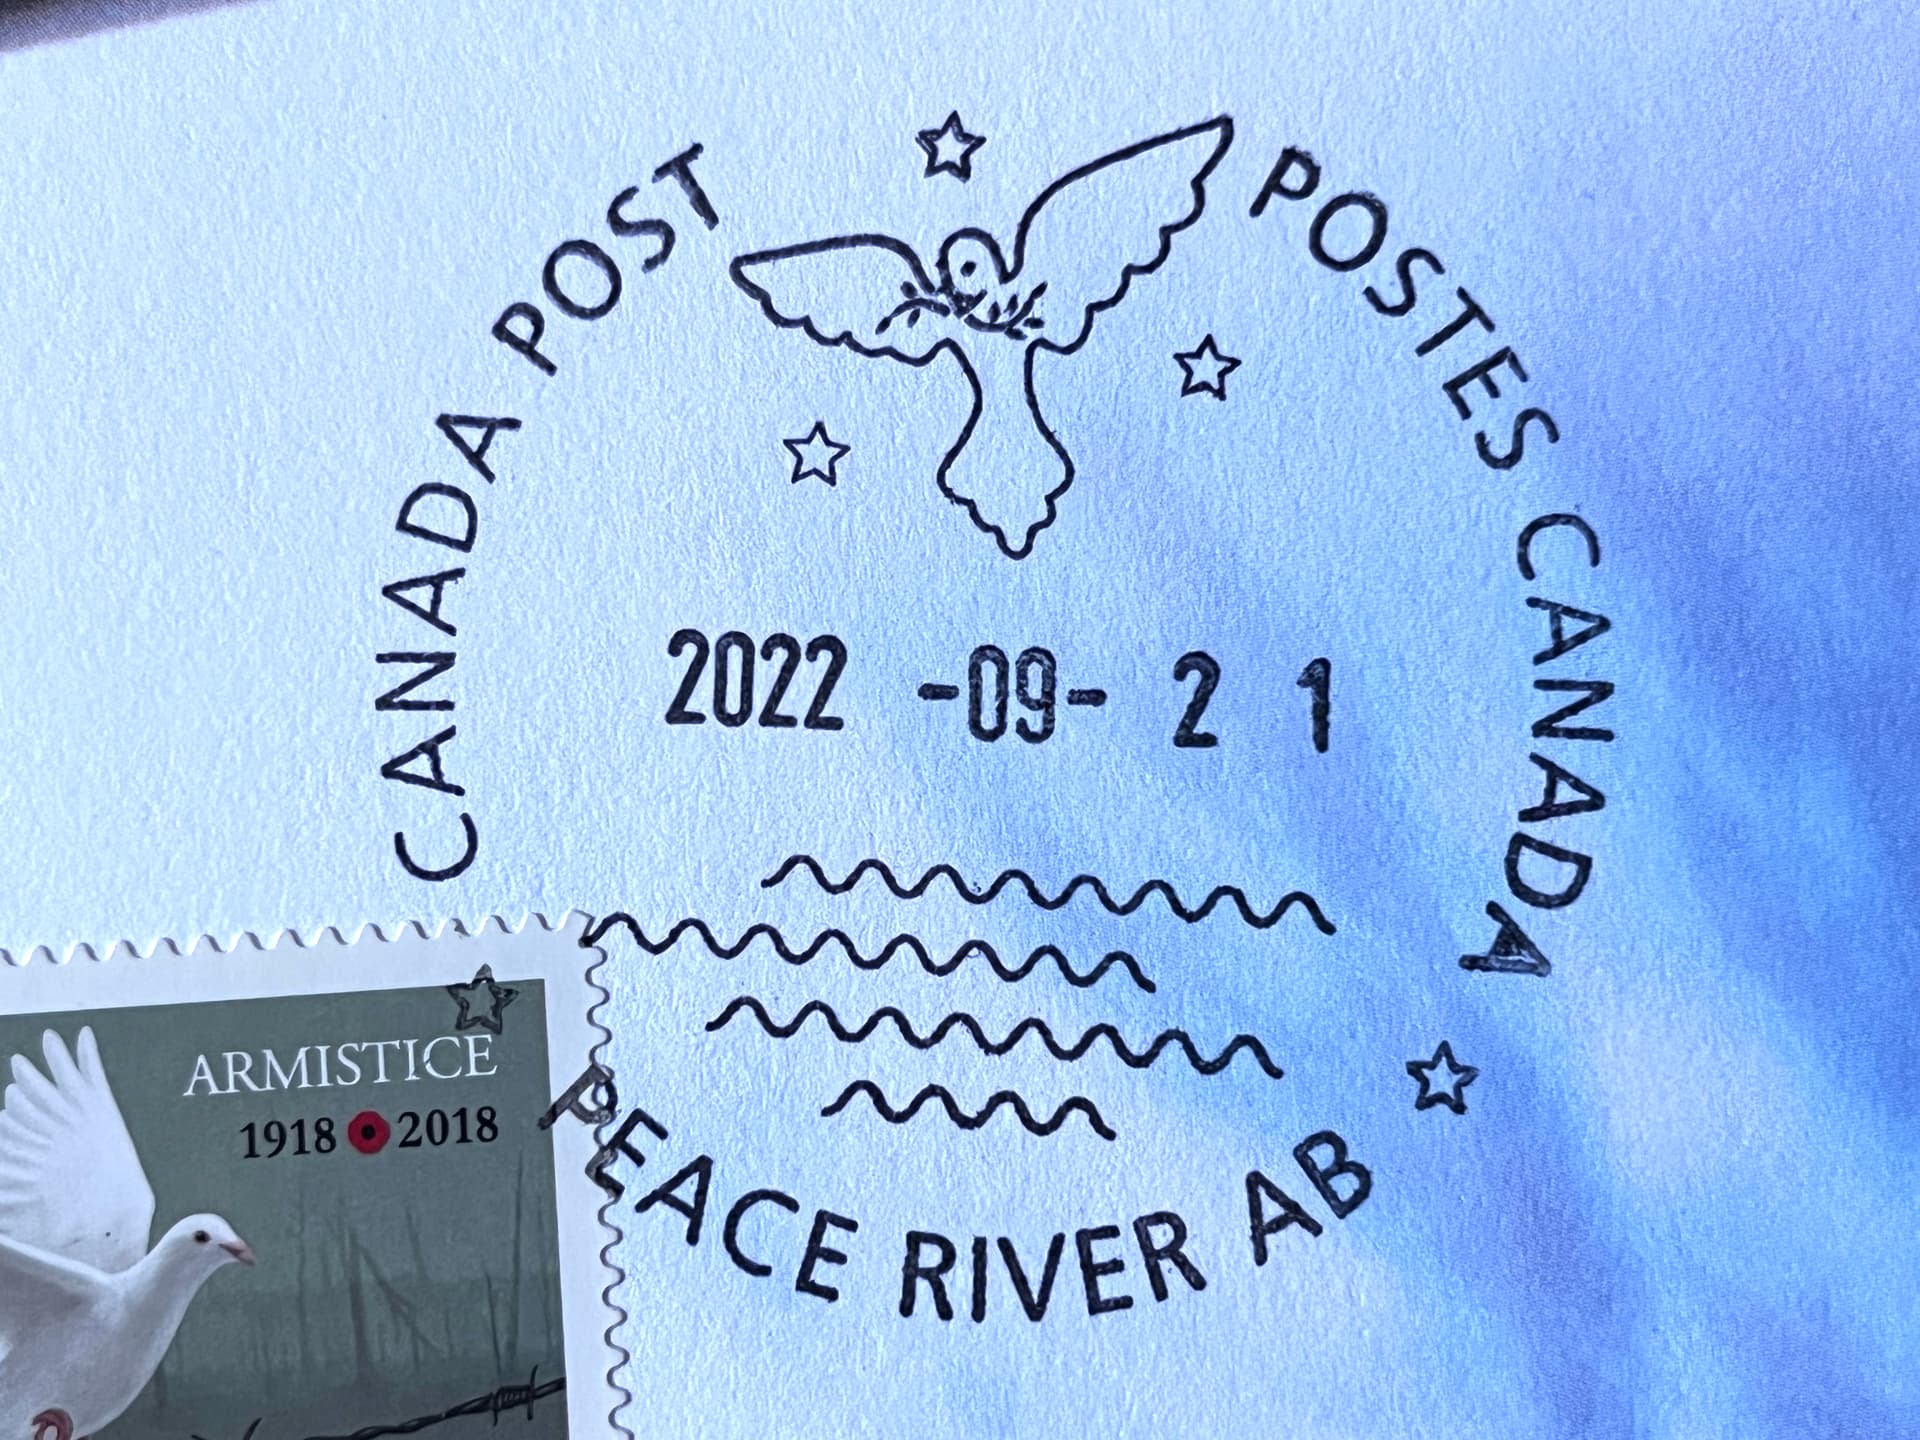 CANADA POST
POSTES CANADA
2022 -09- 2 1
PEACE RIVER AB
ARMISTICE
1918 2018